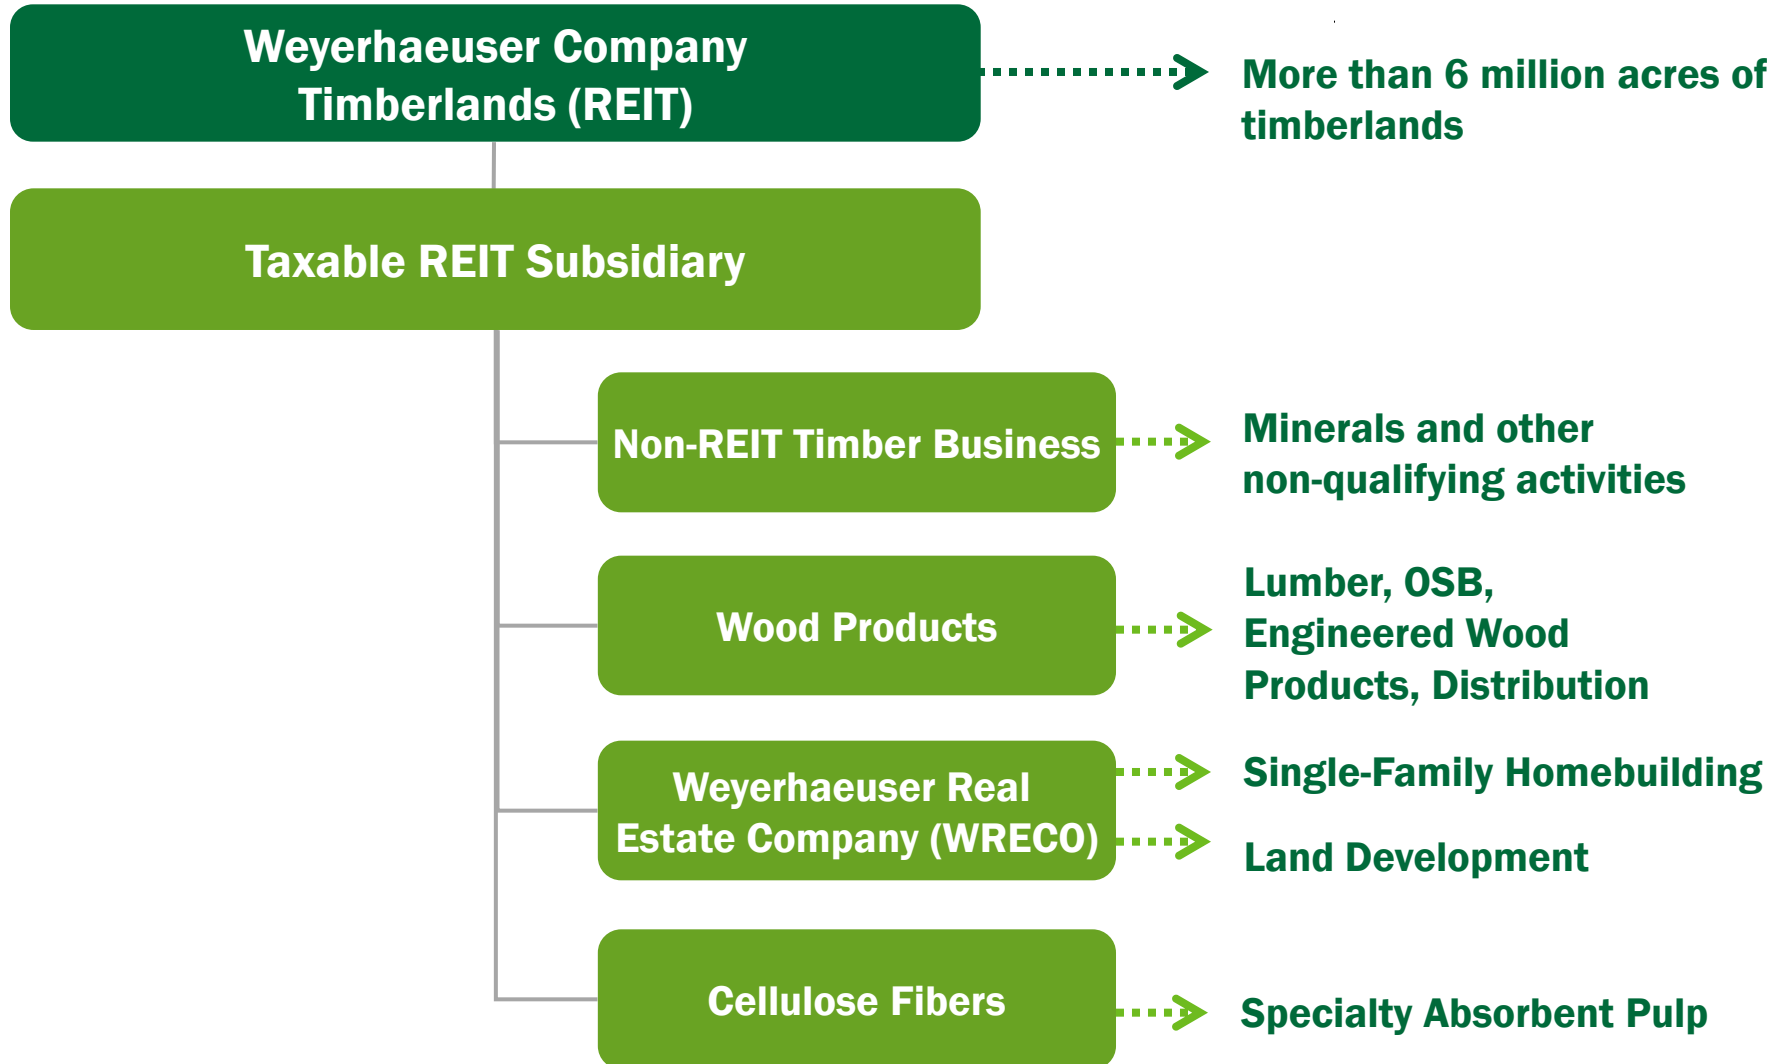 Weyerhaeuser Company
Timberlands (REIT)
More than 6 million acres of
timberlands
Taxable REIT Subsidiary
Non-REIT Timber Business
Minerals and other
non-qualifying activities
Wood Products
Lumber, OSB,
Engineered Wood
Products, Distribution
Weyerhaeuser Real
Estate Company (WRECO)
Single-Family Homebuilding
Land Development
Cellulose Fibers
Specialty Absorbent Pulp